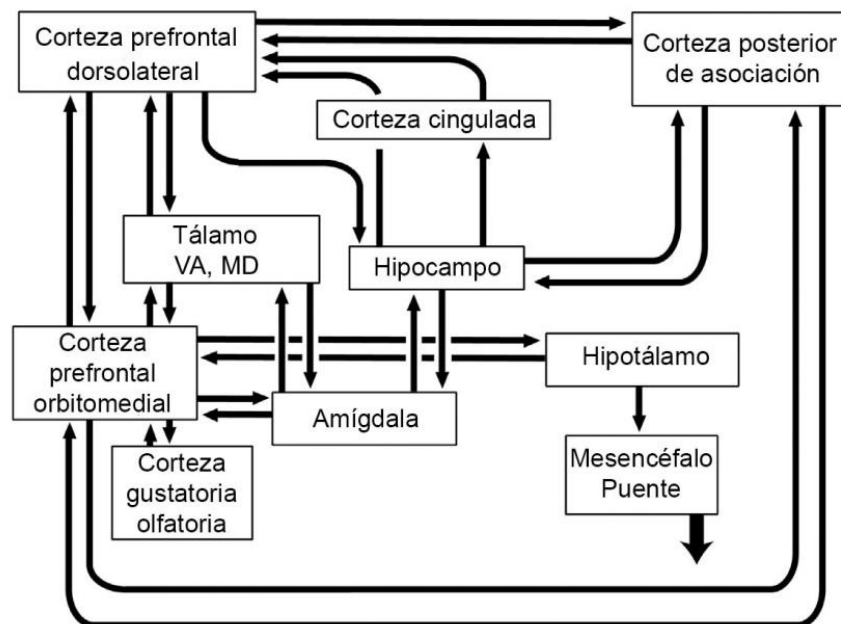 Corteza prefrontal
dorsolateral
Corteza posterior
de asociación
Corteza cingulada
Tálamo
VA, MD
Hipocampo
Corteza
prefrontal
orbitomedial
Hipotálamo
Amígdala
Corteza
gustatoria
olfatoria
Mesencéfalo
Puente